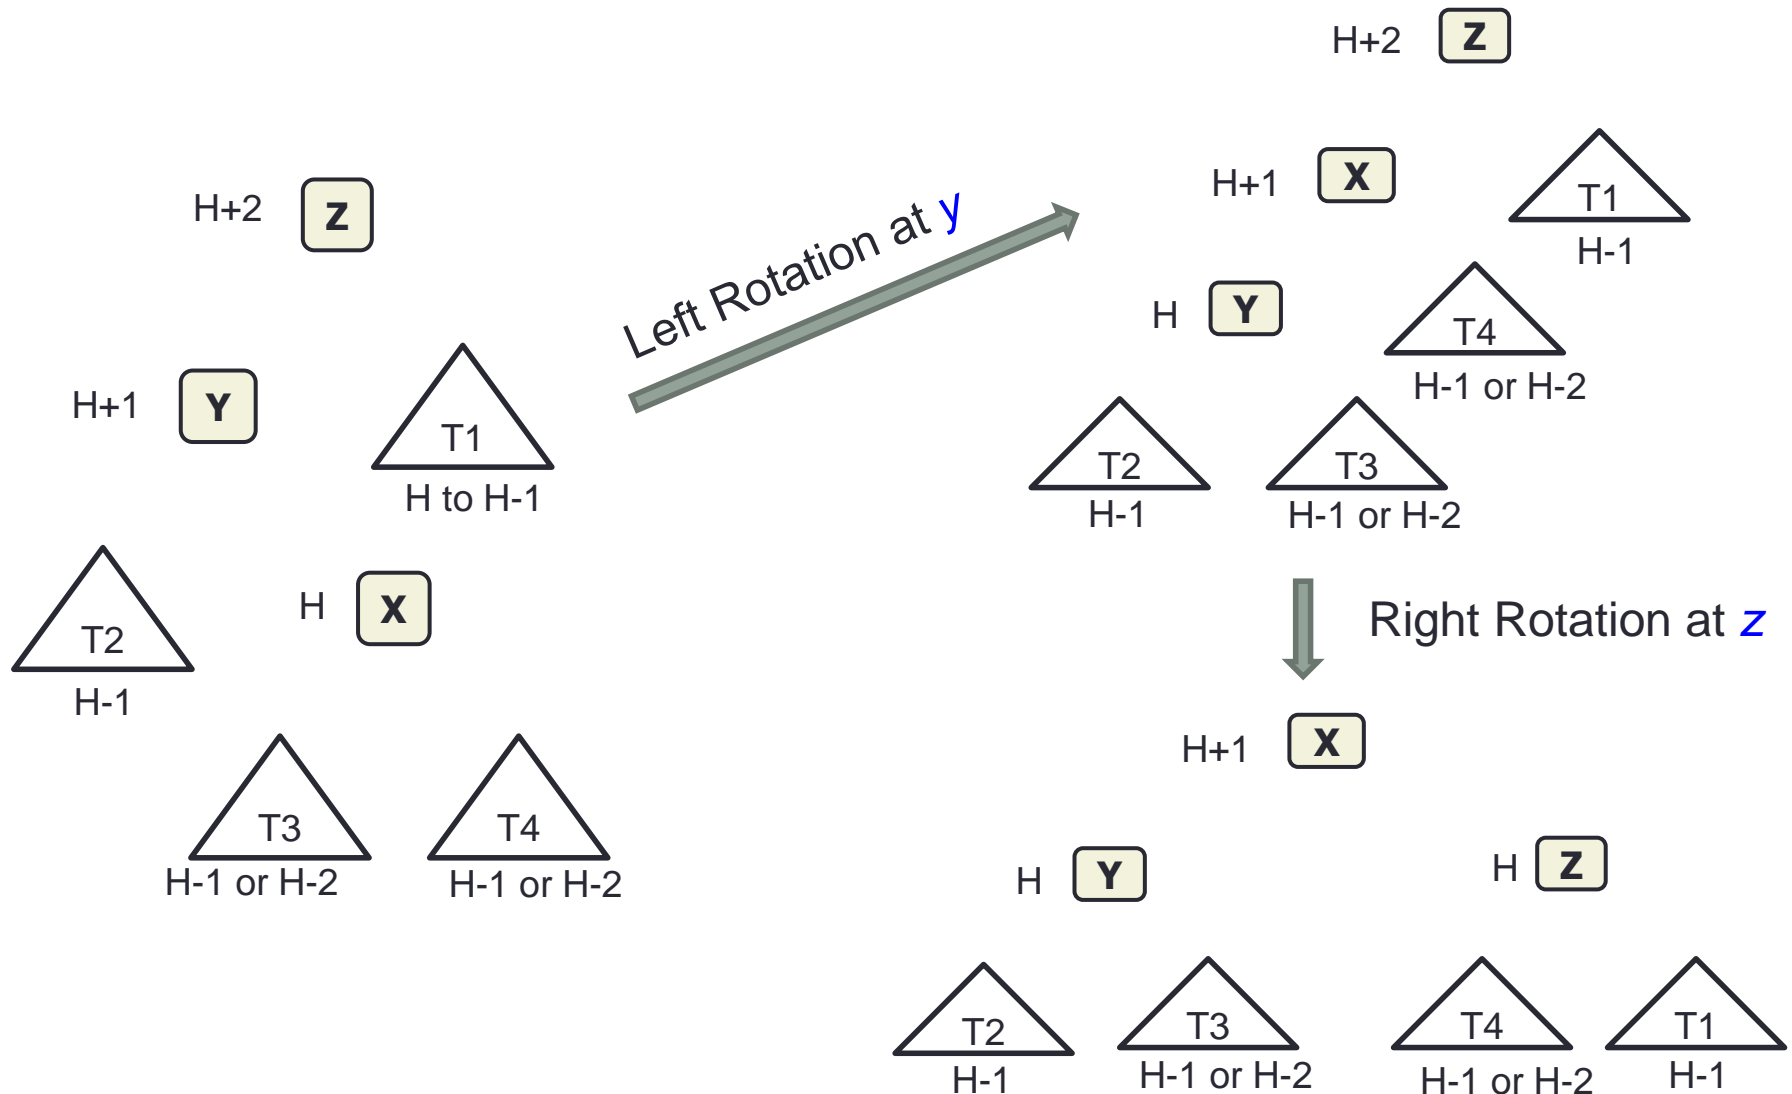 H+2 Z
H+1 Y
T1
H to H-1
T2
H-1
H X
T3
H-1 or H-2
T4
H-1 or H-2
Left Rotation at y
H+2 Z
H+1 X
T1
H-1
H Y
T4
H-1 or H-2
T2
H-1
T3
H-1 or H-2
Right Rotation at z
H+1 X
H Y
H Z
T2
H-1
T3
H-1 or H-2
T4
H-1 or H-2
T1
H-1